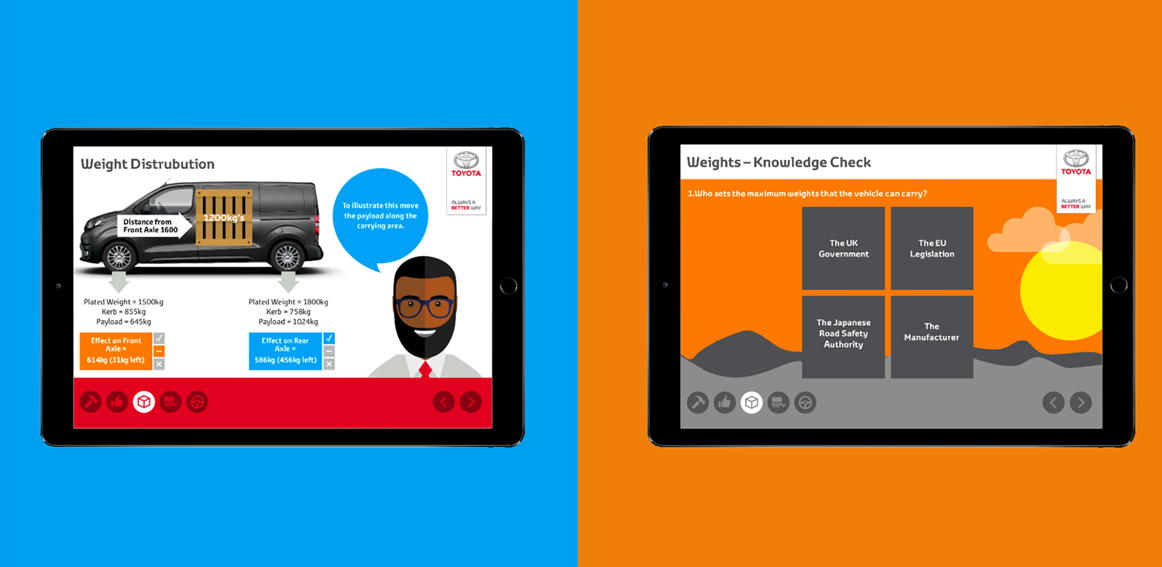 Weight Distrubution
TOYOTA
ALWAYS A
BETTER WAY
1200kg's
Distance from
Front Axle 1600
To illustrate this move
the payload along the
carrying area.
Plated Weight = 1500kg
Kerb = 855kg
Payload = 645kg
Plated Weight = 1800kg
Kerb = 758kg
Payload = 1024kg
Effect on Front
Axle =
614kg (31kg left)
Effect on Rear
Axle =
586kg (456kg left)
Weights – Knowledge Check
TOYOTA
ALWAYS A
BETTER WAY
1.Who sets the maximum weights that the vehicle can carry?
The UK
Government
The EU
Legislation
The Japanese
Road Safety
Authority
The
Manufacturer